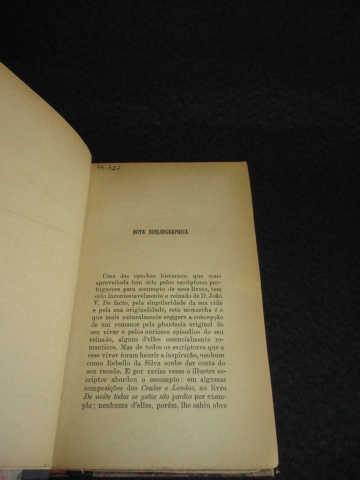 NOTA BIBLIOGRAPHICA
Uma das epochas historicas que mais
aproveitada tem sido pelos escriptores por-
tuguezes para assumpto de seus livros, tem
sido incontestavelmente o reinado de D. João
V. De facto, pela singularidade da sua vida
e pela sua originalidade, este monarcha é o
que mais naturalmente suggere a concepção
de um romance pela phantasia original do
seu viver e pelos curiosos episodios do seu
reinado, alguns d'elles essencialmente ro-
manticos. Mas de todos os escriptores que a
esse viver foram haurir a inspiração, nenhum
como Rebello da Silva soube dar conta do
seu recado. E por varias vezes o illustre es-
criptor abordou o assumpto: em algumas
composições dos Contos e Lendas, no livro
De noite todos os gatos são pardos por exem-
plo; nenhuma d'ellas, porém, lhe sahiu obra